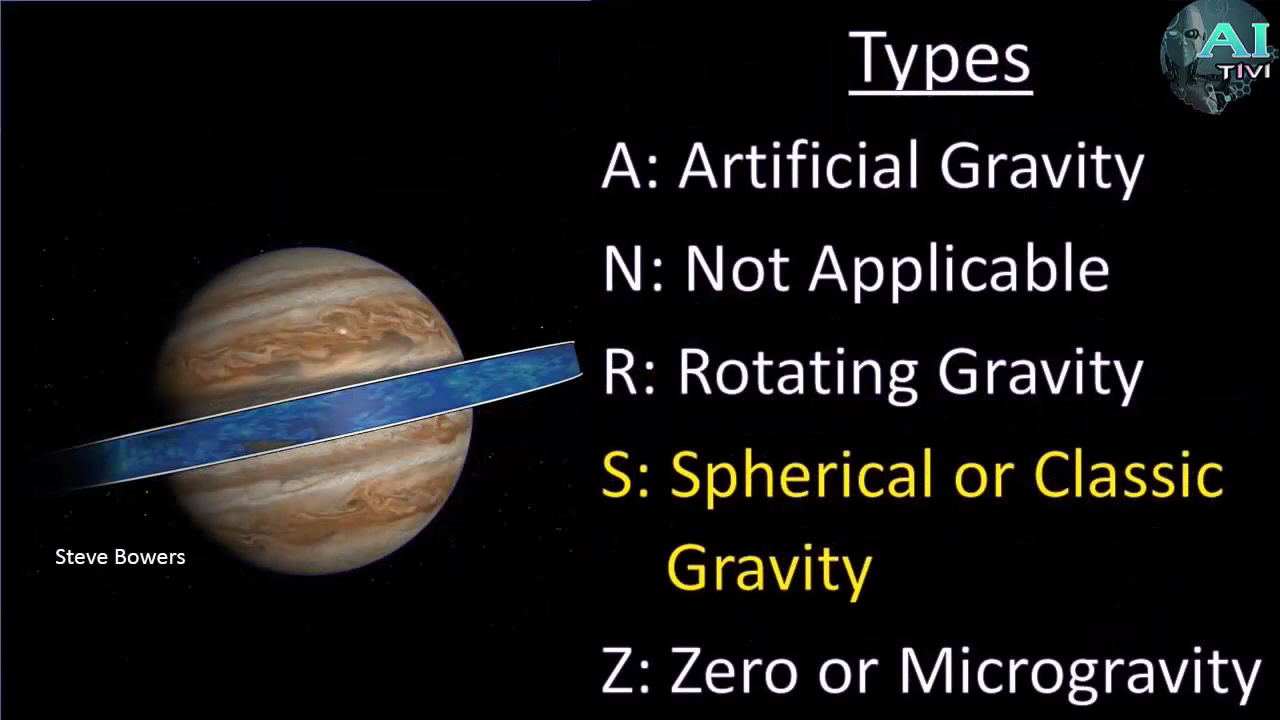 Types
AI
TIVI
A: Artificial Gravity
N: Not Applicable
R: Rotating Gravity
S: Spherical or Classic
Gravity
Steve Bowers
Z: Zero or Microgravity